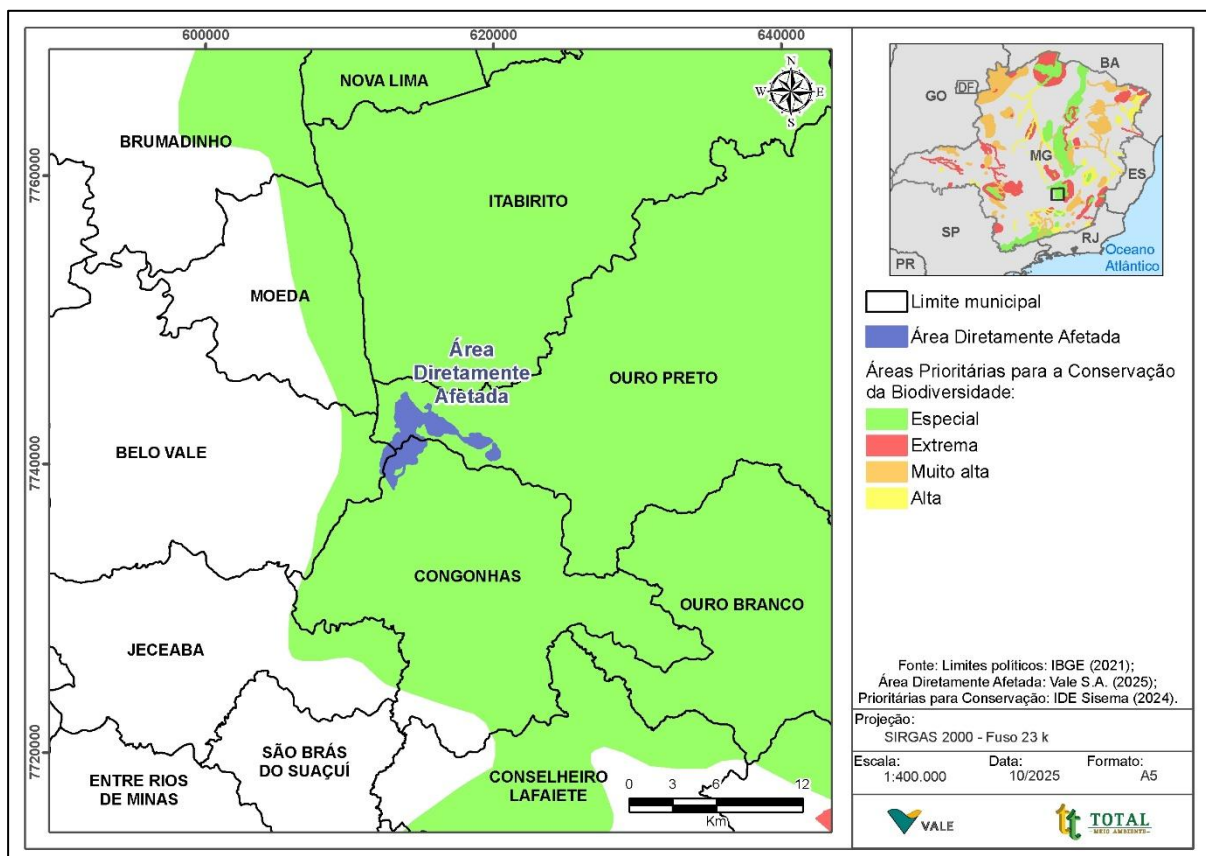 600000
620000
640000
7760000
7740000
7720000
NOVA LIMA
N
W
E
S
BRUMADINHO
ITABIRITO
MOEDA
Área
Diretamente
Afetada
OURO PRETO
BELO VALE
CONGONHAS
OURO BRANCO
JECEABA
SÃO BRÁS
DO SUAÇUÍ
ENTRE RIOS
DE MINAS
CONSELHEIRO
LAFAIETE
0
3
6
12
Km
BA
GO
DF
MG
ES
SP
RJ
PR
Oceano
Atlântico
Limite municipal
Área Diretamente Afetada
Áreas Prioritárias para a Conservação
da Biodiversidade:
Especial
Extrema
Muito alta
Alta
Fonte: Limites políticos: IBGE (2021);
Área Diretamente Afetada: Vale S.A. (2025);
Prioritárias para Conservação: IDE Sisema (2024).
Projeção:
SIRGAS 2000 - Fuso 23 k
Escala:
1:400.000
Data:
10/2025
Formato:
A5
VALE
TOTAL
MEIO AMBIENTE